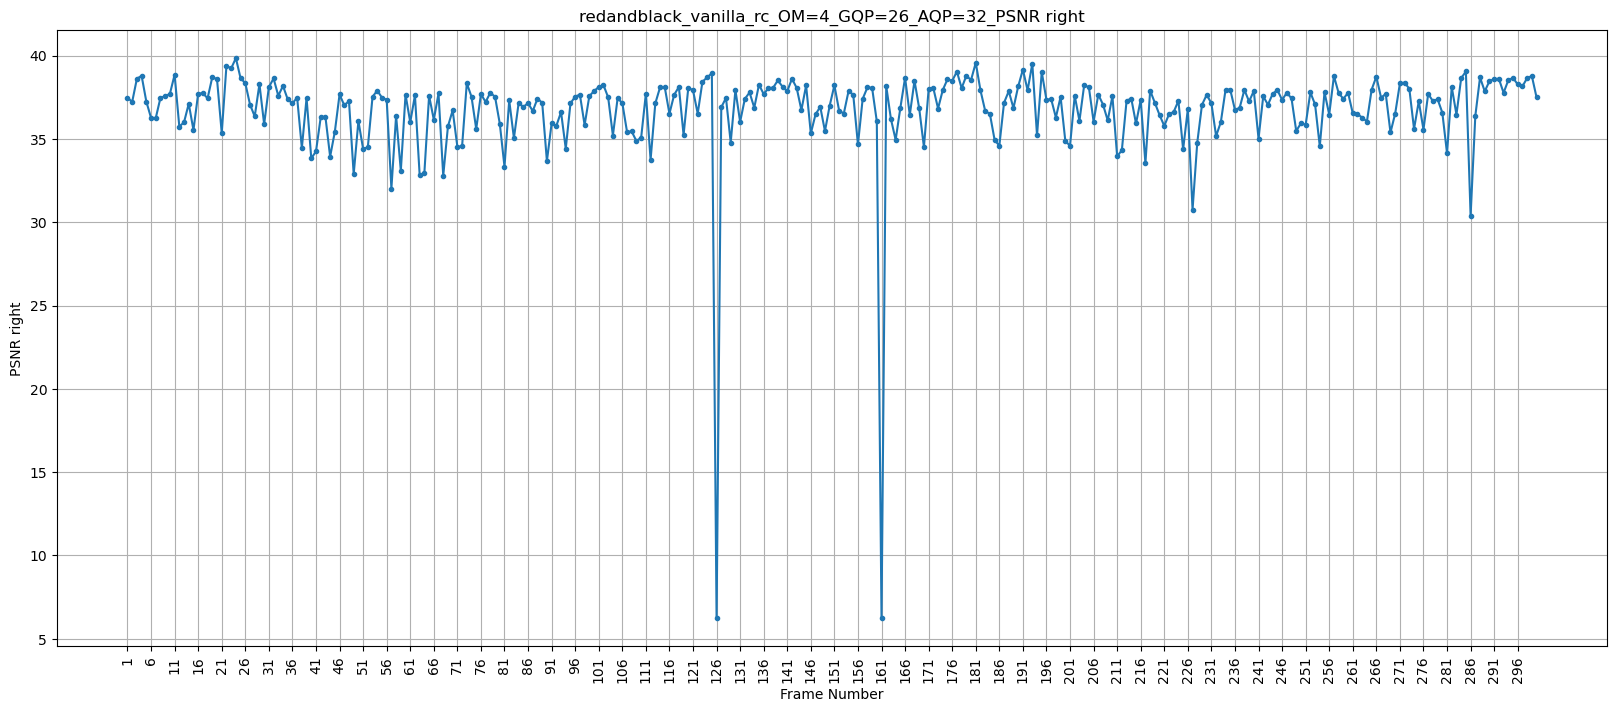 redandblack_vanilla_rc_OM=4_GQP=26_AQP=32_PSNR right
40
35
30
25
20
15
10
5
PSNR right
1 6 11 16 21 26 31 36 41 46 51 56 61 66 71 76 81 86 91 96 101 106 111 116 121 126 131 136 141 146 151 156 161 166 171 176 181 186 191 196 201 206 211 216 221 226 231 236 241 246 251 256 261 266 271 276 281 286 291 296
Frame Number